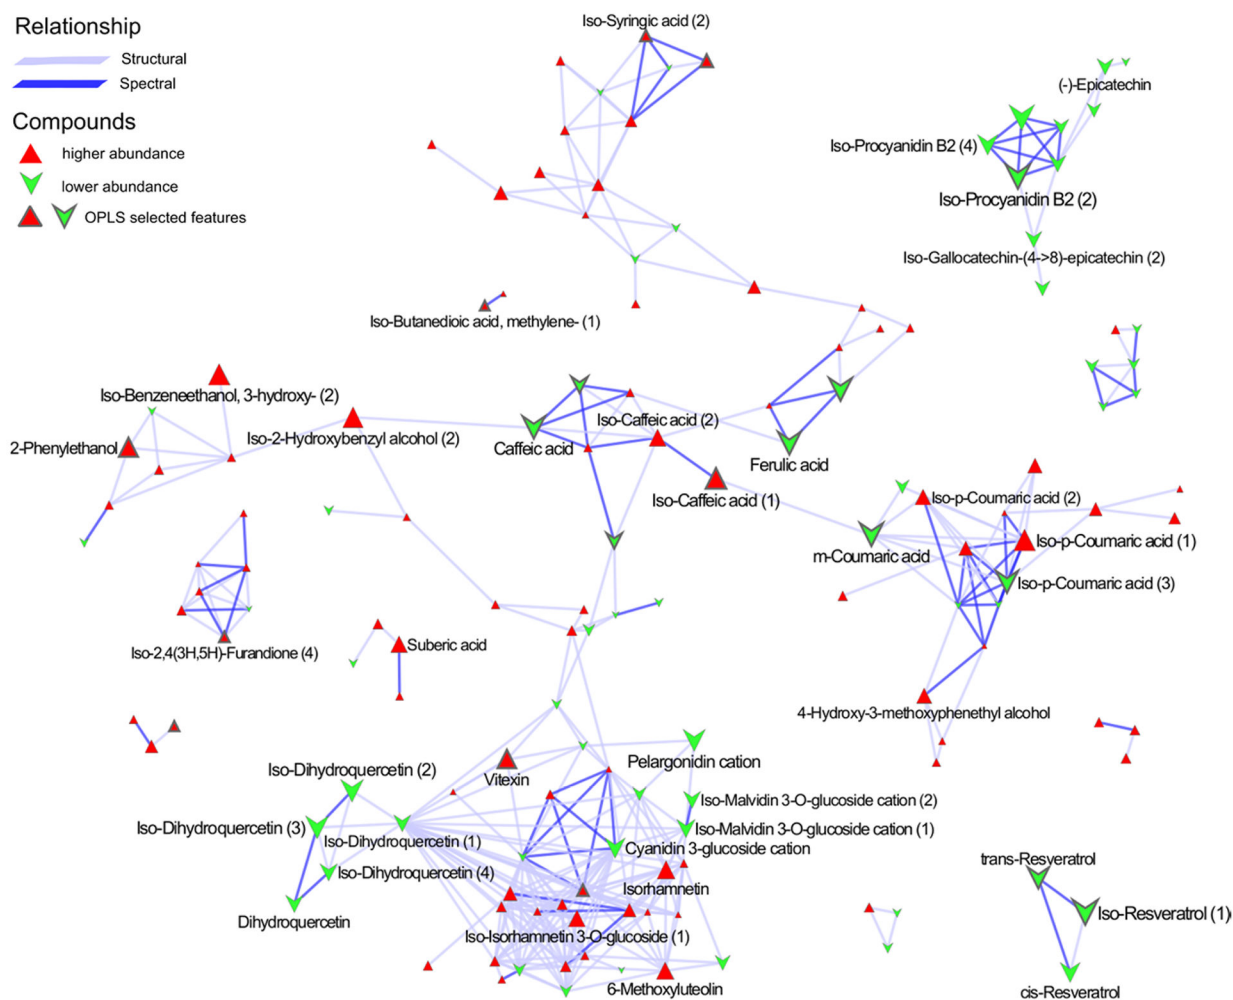 Relationship
Structural
Spectral
Compounds
higher abundance
lower abundance
OPLS selected features
Iso-Syringic acid (2)
(-)-Epicatechin
Iso-Procyanidin B2 (4)
Iso-Procyanidin B2 (2)
Iso-Gallocatechin-(4->8)-epicatechin (2)
Iso-Butanedioic acid, methylene- (1)
Iso-Benzeneethanol, 3-hydroxy- (2)
2-Phenylethanol
Iso-2-Hydroxybenzyl alcohol (2)
Iso-Caffeic acid (2)
Caffeic acid
Ferulic acid
Iso-Caffeic acid (1)
Iso-p-Coumaric acid (2)
m-Coumaric acid
Iso-p-Coumaric acid (1)
Iso-p-Coumaric acid (3)
Iso-2,4(3H,5H)-Furandione (4)
Suberic acid
4-Hydroxy-3-methoxyphenethyl alcohol
Pelargonidin cation
Iso-Dihydroquercetin (2)
Vitexin
Iso-Malvidin 3-O-glucoside cation (2)
Iso-Dihydroquercetin (3)
Iso-Malvidin 3-O-glucoside cation (1)
Iso-Dihydroquercetin (1)
Cyanidin 3-glucoside cation
Iso-Dihydroquercetin (4)
Isorhamnetin
Dihydroquercetin
Iso-Isorhamnetin 3-O-glucoside (1)
6-Methoxyluteolin
trans-Resveratrol
Iso-Resveratrol (1)
cis-Resveratrol